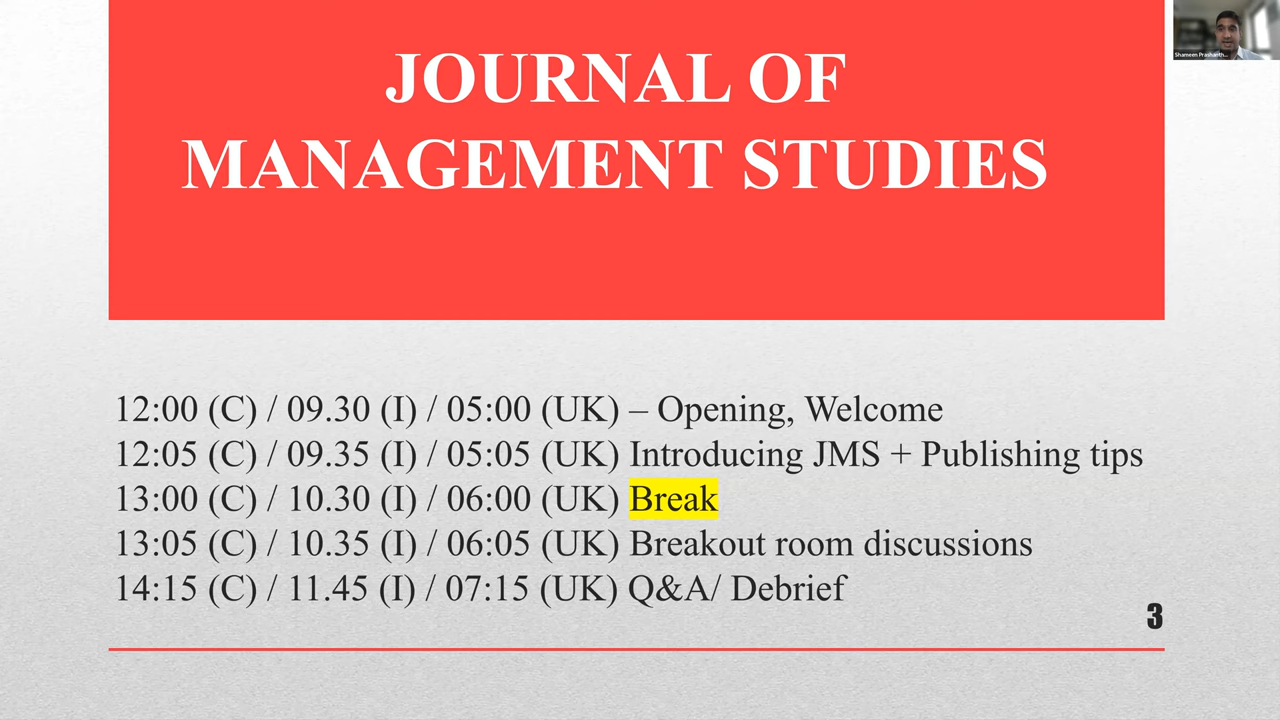 JOURNAL OF
MANAGEMENT STUDIES
12:00 (C) / 09.30 (I) / 05:00 (UK) – Opening, Welcome
12:05 (C) / 09.35 (I) / 05:05 (UK) Introducing JMS + Publishing tips
13:00 (C) / 10.30 (I) / 06:00 (UK) Break
13:05 (C) / 10.35 (I) / 06:05 (UK) Breakout room discussions
14:15 (C) / 11.45 (I) / 07:15 (UK) Q&A/ Debrief
3
Shameen Prashanth...